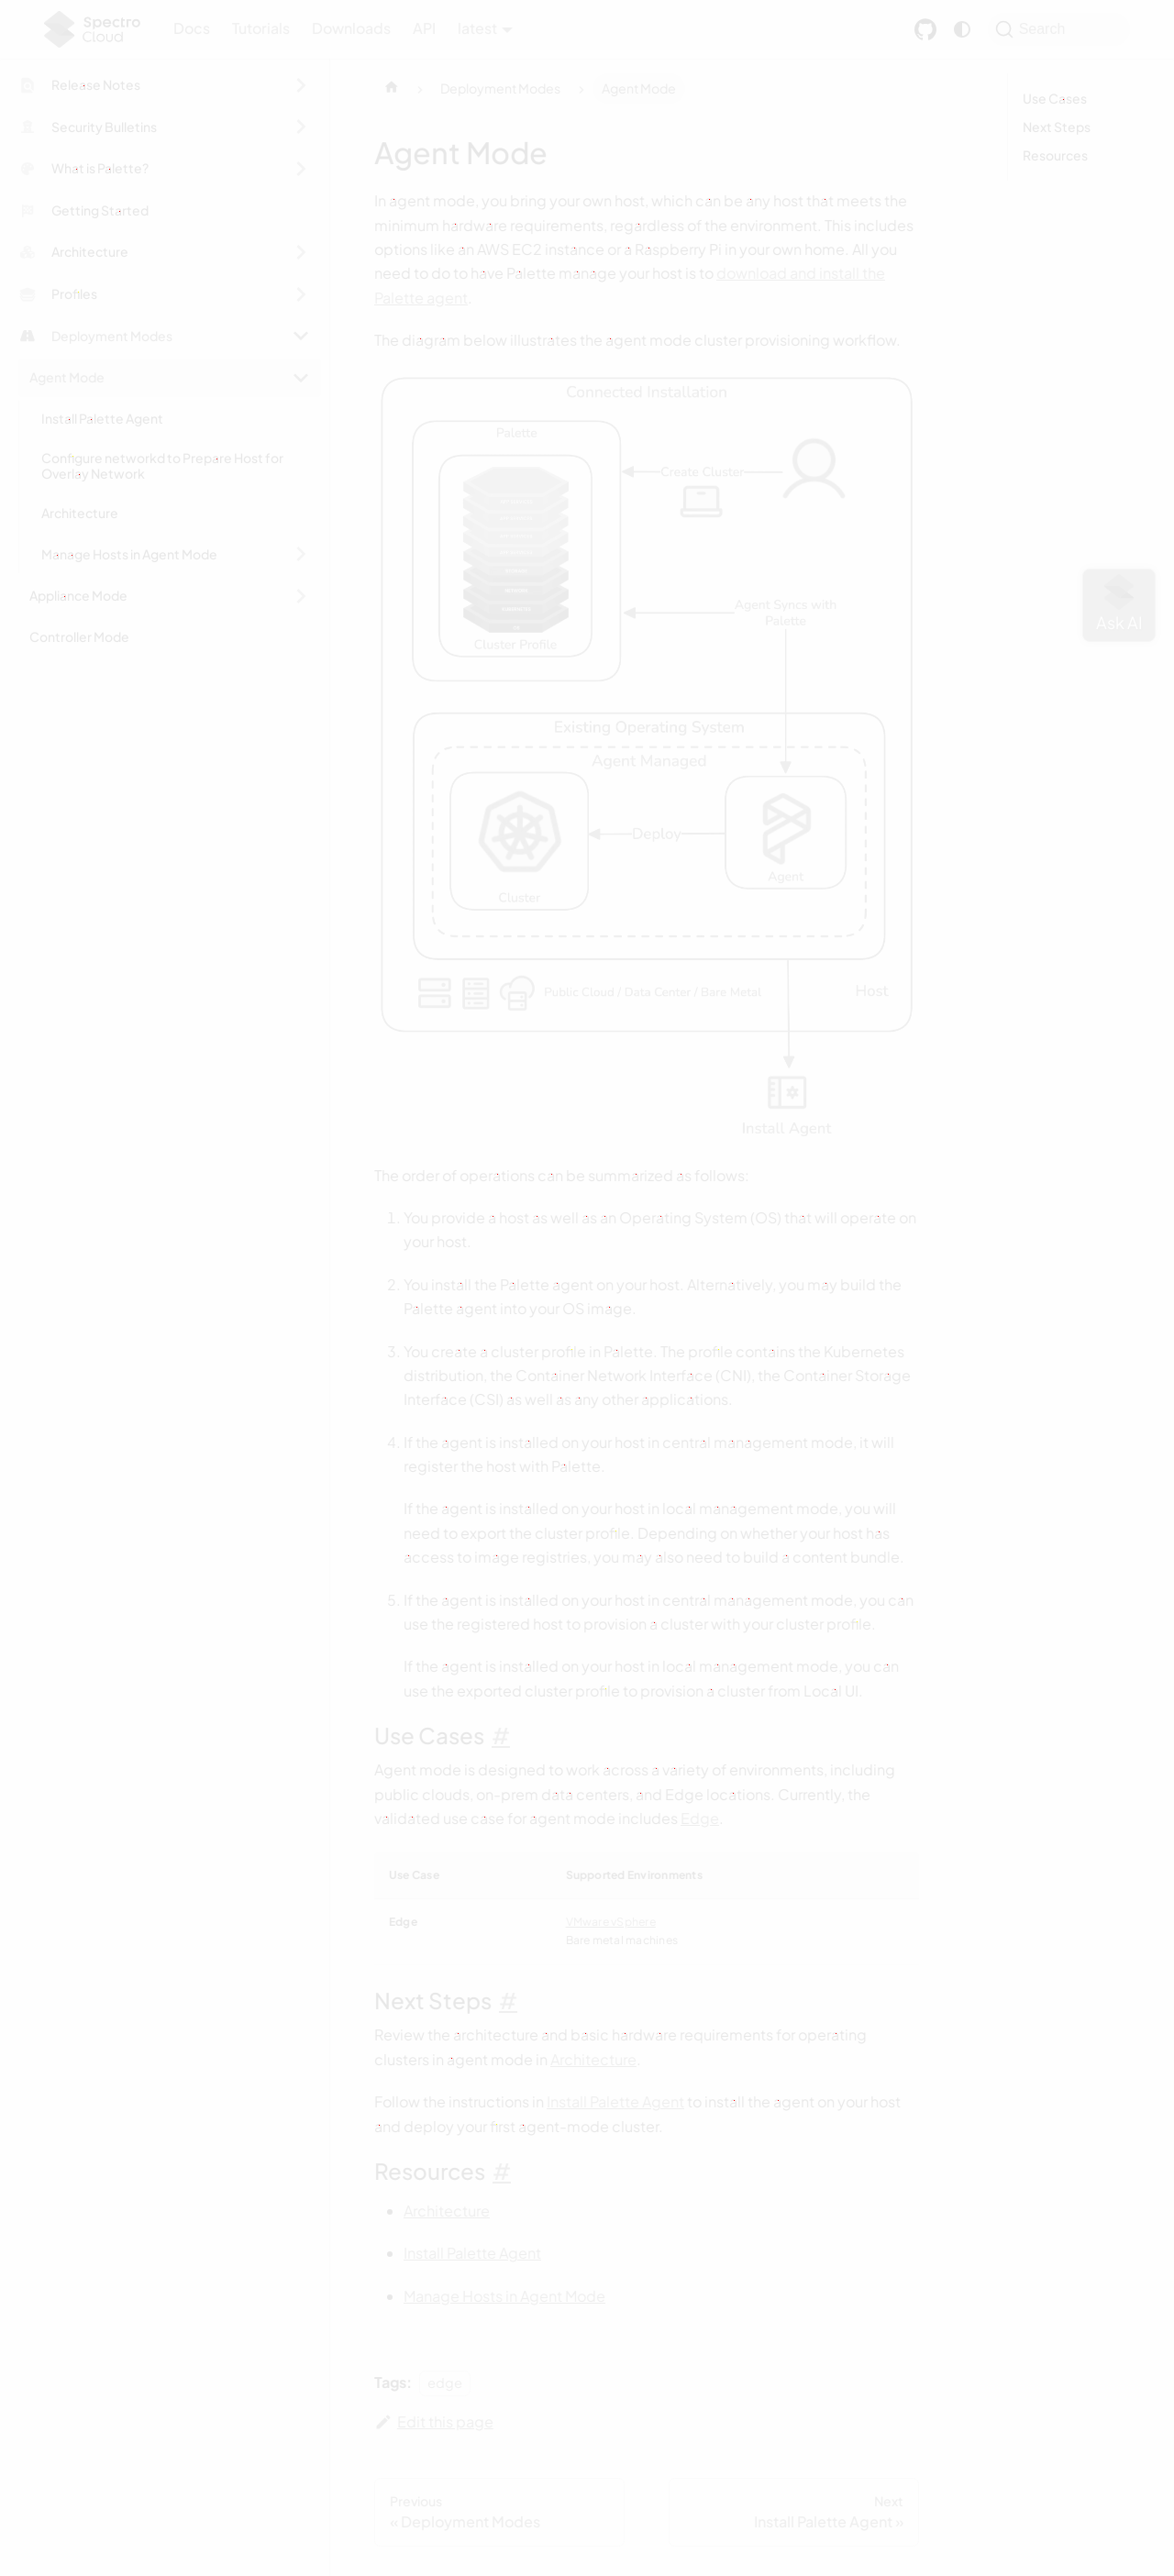 Spectro
Cloud
Docs
Tutorials
Downloads
API
latest
Search
Release Notes
Security Bulletins
What is Palette?
Getting Started
Architecture
Profiles
Deployment Modes
Agent Mode
Install Palette Agent
Configure networkd to Prepare Host for
Overlay Network
Architecture
Manage Hosts in Agent Mode
Appliance Mode
Controller Mode
Deployment Modes
Agent Mode
Agent Mode
In agent mode, you bring your own host, which can be any host that meets the
minimum hardware requirements, regardless of the environment. This includes
options like an AWS EC2 instance or a Raspberry Pi in your own home. All you
need to do to have Palette manage your host is to download and install the
Palette agent.
The diagram below illustrates the agent mode cluster provisioning workflow.
Connected Installation
Palette
Cluster Profile
Create Cluster
Agent Syncs with
Palette
Existing Operating System
Agent Managed
Cluster
Deploy
Agent
Public Cloud / Data Center / Bare Metal
Host
Install Agent
The order of operations can be summarized as follows:
1. You provide a host as well as an Operating System (OS) that will operate on
your host.
2. You install the Palette agent on your host. Alternatively, you may build the
Palette agent into your OS image.
3. You create a cluster profile in Palette. The profile contains the Kubernetes
distribution, the Container Network Interface (CNI), the Container Storage
Interface (CSI) as well as any other applications.
4. If the agent is installed on your host in central management mode, it will
register the host with Palette.
If the agent is installed on your host in local management mode, you will
need to export the cluster profile. Depending on whether your host has
access to image registries, you may also need to build a content bundle.
5. If the agent is installed on your host in central management mode, you can
use the registered host to provision a cluster with your cluster profile.
If the agent is installed on your host in local management mode, you can
use the exported cluster profile to provision a cluster from Local UI.
Use Cases #
Agent mode is designed to work across a variety of environments, including
public clouds, on-prem data centers, and Edge locations. Currently, the
validated use case for agent mode includes Edge.
Use Case
Supported Environments
Edge
VMware vSphere
Bare metal machines
Next Steps #
Review the architecture and basic hardware requirements for operating
clusters in agent mode in Architecture.
Follow the instructions in Install Palette Agent to install the agent on your host
and deploy your first agent-mode cluster.
Resources #
Architecture
Install Palette Agent
Manage Hosts in Agent Mode
Tags:
edge
Edit this page
Previous
« Deployment Modes
Next
Install Palette Agent »
Use Cases
Next Steps
Resources
Ask AI